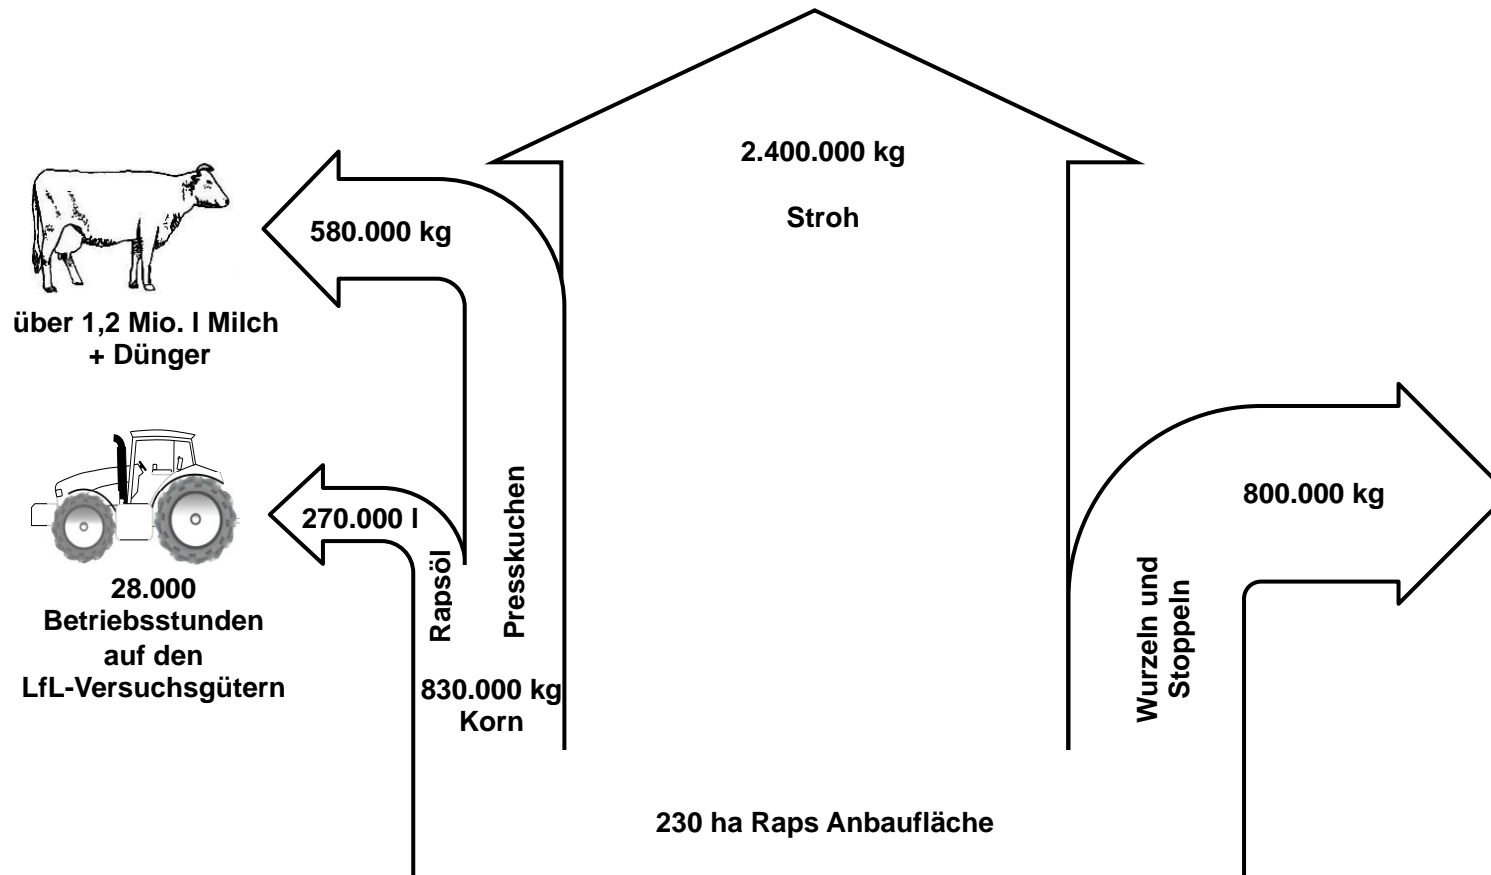 2.400.000 kg
Stroh
580.000 kg
über 1,2 Mio. l Milch
+ Dünger
270.000 l
28.000
Betriebsstunden
auf den
LfL-Versuchsgütern
Rapsöl
Presskuchen
830.000 kg
Korn
800.000 kg
Wurzeln und
Stoppeln
230 ha Raps Anbaufläche